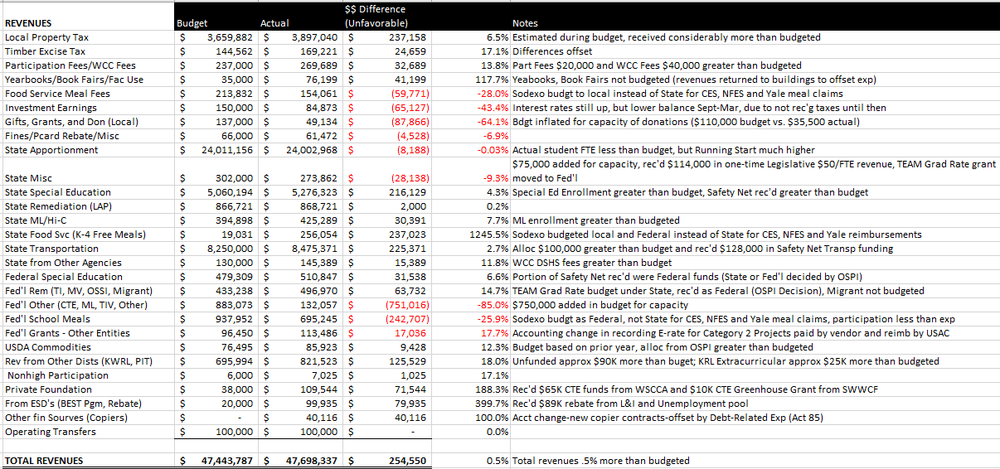 $$ Difference
REVENUES Budget Actual (Unfavorable) Notes
Local Property Tax $ 3,659,882 $ 3,897,040 $ 237,158 6.5% Estimated during budget, received considerably more than budgeted
Timber Excise Tax $ 144,562 $ 169,221 $ 24,659 17.1% Differences offset
Participation Fees/WCC Fees $ 237,000 $ 269,689 $ 32,689 13.8% Part Fees $20,000 and WCC Fees $40,000 greater than budgeted
Yearbooks/Book Fairs/Fac Use $ 35,000 $ 76,199 $ 41,199 117.7% Yeabooks, Book Fairs not budgeted (revenues returned to buildings to offset exp)
Food Service Meal Fees $ 213,832 $ 154,061 $ (59,771) -28.0% Sodexo budgt to local instead of State for CES, NFES and Yale meal claims
Investment Earnings $ 150,000 $ 84,873 $ (65,127) -43.4% Interest rates still up, but lower balance Sept-Mar, due to not rec'g taxes until then
Gifts, Grants, and Don (Local) $ 137,000 $ 49,134 $ (87,866) -64.1% Bdgt inflated for capacity of donations ($110,000 budget vs. $35,500 actual)
Fines/Pcard Rebate/Misc $ 66,000 $ 61,472 $ (4,528) -6.9%
State Apportionment $ 24,011,156 $ 24,002,968 $ (8,188) -0.03% Actual student FTE less than budget, but Running Start much higher
$75,000 added for capacity, rec'd $114,000 in one-time Legislative $50/FTE revenue, TEAM Grad Rate grant
State Misc $ 302,000 $ 273,862 $ (28,138) -9.3% moved to Fed'l
State Special Education $ 5,060,194 $ 5,276,323 $ 216,129 4.3% Special Ed Enrollment greater than budget, Safety Net rec'd greater than budget
State Remediation (LAP) $ 866,721 $ 868,721 $ 2,000 0.2%
State ML/Hi-C $ 394,898 $ 425,289 $ 30,391 7.7% ML enrollment greater than budgeted
State Food Svc (K-4 Free Meals) $ 19,031 $ 256,054 $ 237,023 1245.5% Sodexo budgeted local and Federal instead of State for CES, NFES and Yale reimbursements
State Transportation $ 8,250,000 $ 8,475,371 $ 225,371 2.7% Alloc $100,000 greater than budget and rec'd $128,000 in Safety Net Transp funding
State from Other Agencies $ 130,000 $ 145,389 $ 15,389 11.8% WCC DSHS fees greater than budget
Federal Special Education $ 479,309 $ 510,847 $ 31,538 6.6% Portion of Safety Net rec'd were Federal funds (State or Fed'l decided by OSPI)
Fed'l Rem (TI, MV, OSSI, Migrant) $ 433,238 $ 496,970 $ 63,732 14.7% TEAM Grad Rate budget under State, rec'd as Federal (OSPI Decision), Migrant not budgeted
Fed'l Other (CTE, ML, TIV, Other) $ 883,073 $ 132,057 $ (751,016) -85.0% $750,000 added in budget for capacity
Fed'l School Meals $ 937,952 $ 695,245 $ (242,707) -25.9% Sodexo budgt as Federal, not State for CES, NFES and Yale meal claims, participation less than exp
Fed'l Grants - Other Entities $ 96,450 $ 113,486 $ 17,036 17.7% Accounting change in recording E-rate for Category 2 Projects paid by vendor and reimb by USAC
USDA Commodities $ 76,495 $ 85,923 $ 9,428 12.3% Budget based on prior year, alloc from OSPI greater than budgeted
Rev from Other Dists (KWRL, PIT) $ 695,994 $ 821,523 $ 125,529 18.0% Unfunded approx $90K more than buget; KRL Extracurricular approx $25K more than budgeted
Nonhigh Participation $ 6,000 $ 7,025 $ 1,025 17.1%
Private Foundation $ 38,000 $ 109,544 $ 71,544 188.3% Rec'd $65K CTE funds from WSCCA and $10K CTE Greenhouse Grant from SWWCF
From ESD's (BEST Pgm, Rebate) $ 20,000 $ 99,935 $ 79,935 399.7% Rec'd $89K rebate from L&I and Unemployment pool
Other fin Sourves (Copiers) $ - $ 40,116 $ 40,116 100.0% Acct change-new copier contracts-offset by Debt-Related Exp (Act 85)
Operating Transfers $ 100,000 $ 100,000 $ - 0.0%
TOTAL REVENUES $ 47,443,787 $ 47,698,337 $ 254,550 0.5% Total revenues .5% more than budgeted